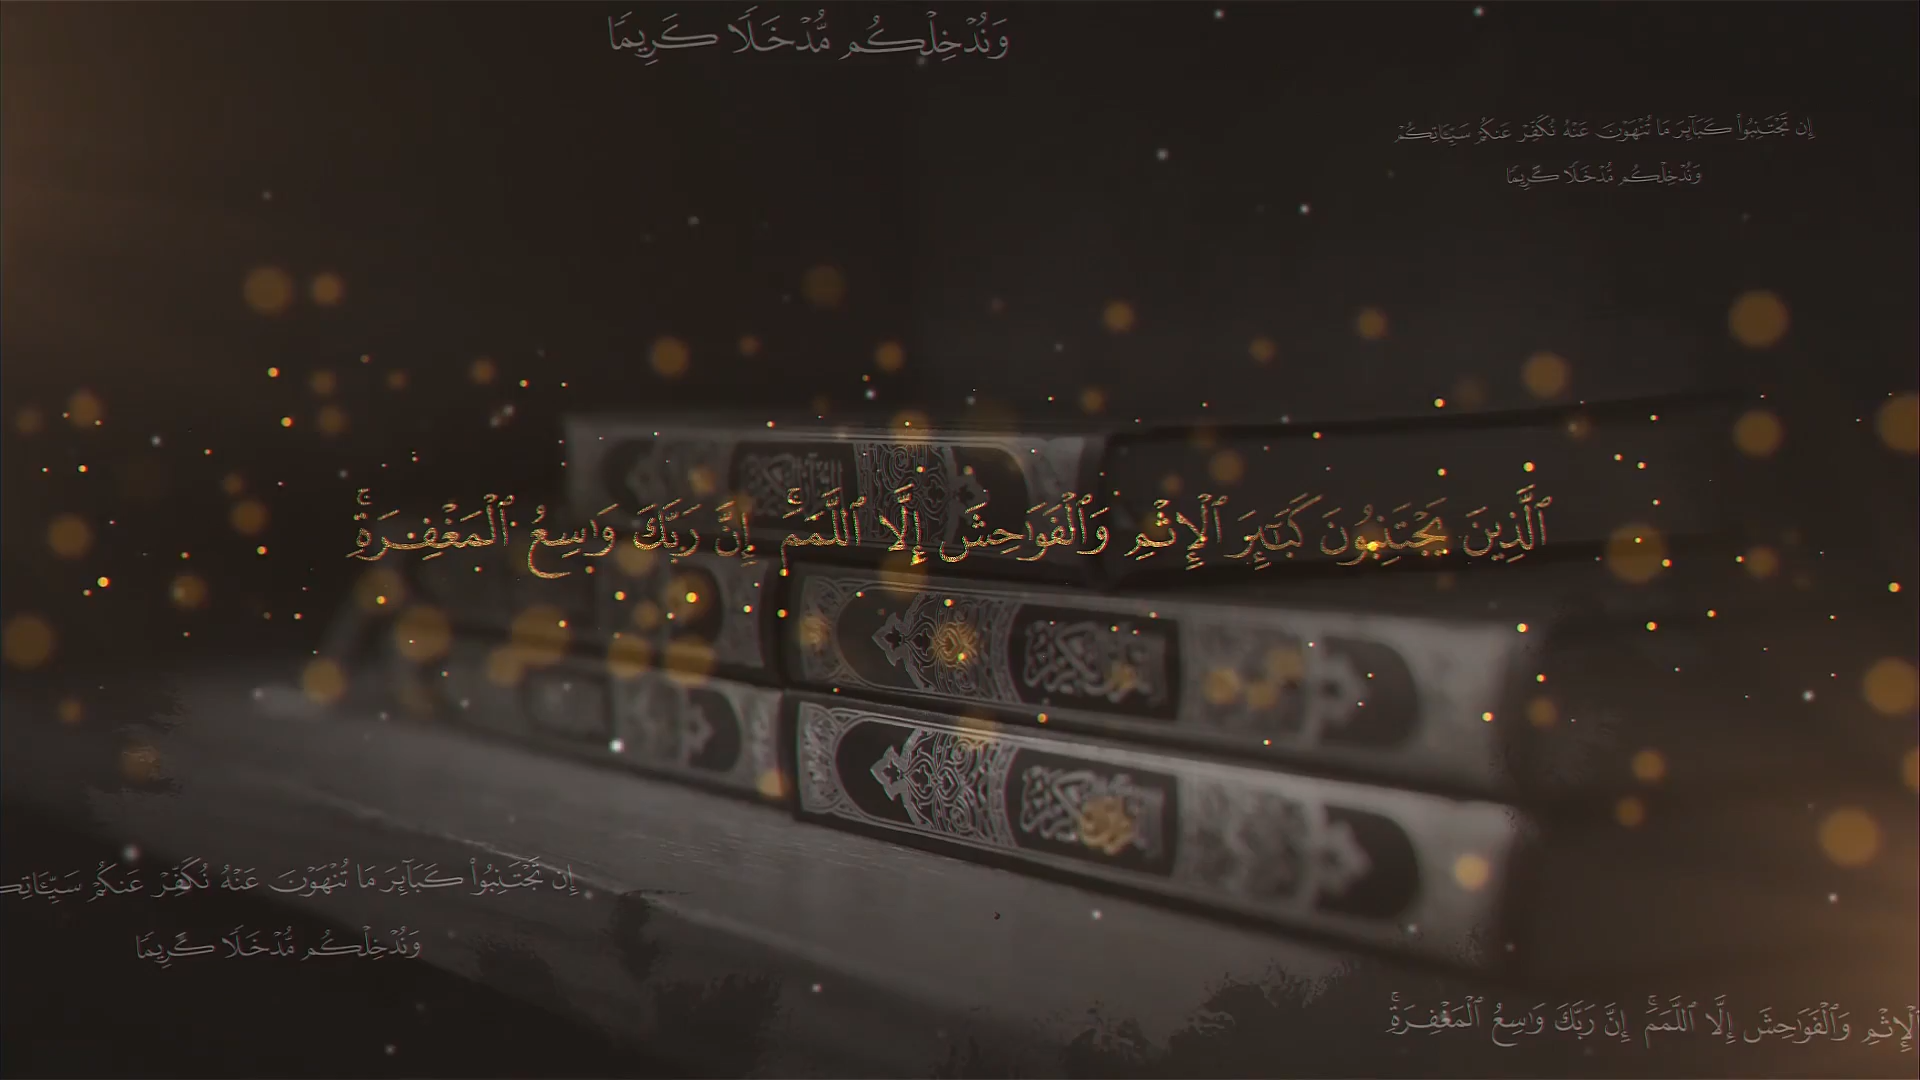 وَنُدْخِلْكُم مُّدْخَلًا كَرِيمًا
إِن تَجْتَنِبُوا۟ كَبَآئِرَ مَا تُنْهَوْنَ عَنْهُ نُكَفِّرْ عَنكُمْ سَيِّـَٔاتِكُمْ
وَنُدْخِلْكُم مُّدْخَلًا كَرِيمًا
ٱلَّذِينَ يَجْتَنِبُونَ كَبَـٰٓئِرَ ٱلْإِثْمِ وَٱلْفَوَٰحِشَ إِلَّا ٱللَّمَمَ ۚ إِنَّ رَبَّكَ وَٰسِعُ ٱلْمَغْفِرَةِ ۚ
إِن تَجْتَنِبُوا۟ كَبَآئِرَ مَا تُنْهَوْنَ عَنْهُ نُكَفِّرْ عَنكُمْ
وَنُدْخِلْكُم مُّدْخَلًا كَرِيمًا
ٱلْإِثْمِ وَٱلْفَوَٰحِشَ إِلَّا ٱللَّمَمَ ۚ إِنَّ رَبَّكَ وَٰسِعُ ٱلْمَغْفِرَةِ ۚ